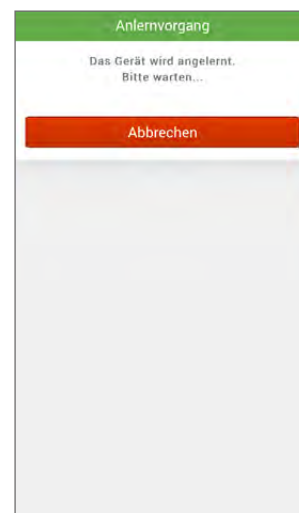 Anlernvorgang
Das Gerät wird angelernt.
Bitte warten...
Abbrechen